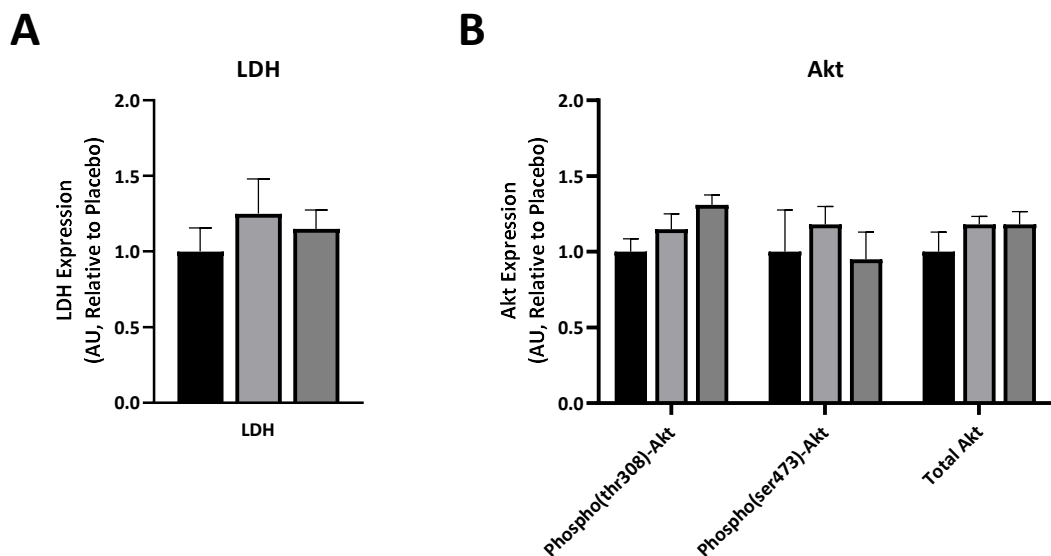 A
LDH
LDH Expression
(AU, Relative to Placebo)
2.0
1.5
1.0
0.5
0.0
LDH
B
Akt
Akt Expression
(AU, Relative to Placebo)
2.0
1.5
1.0
0.5
0.0
Phospho(thr308)-Akt
Phospho(ser473)-Akt
Total Akt